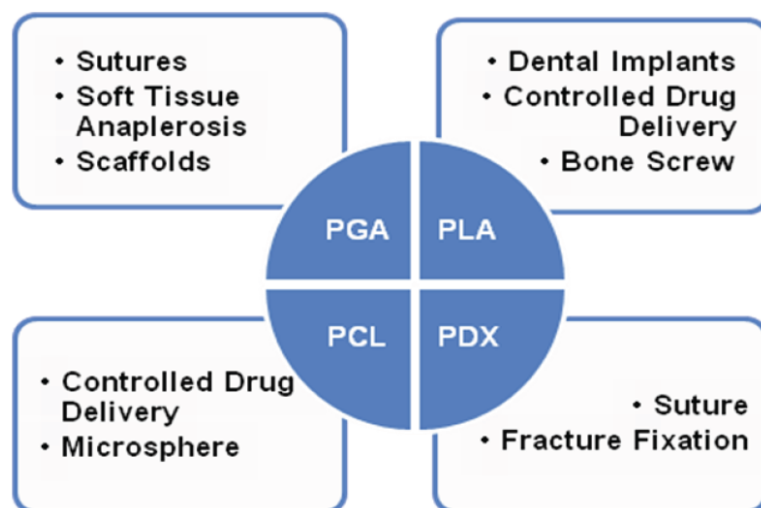 • Sutures
• Soft Tissue
Anaplerosis
• Scaffolds
• Dental Implants
• Controlled Drug
Delivery
• Bone Screw
PGA
PLA
PCL
PDX
• Controlled Drug
Delivery
• Microsphere
• Suture
• Fracture Fixation